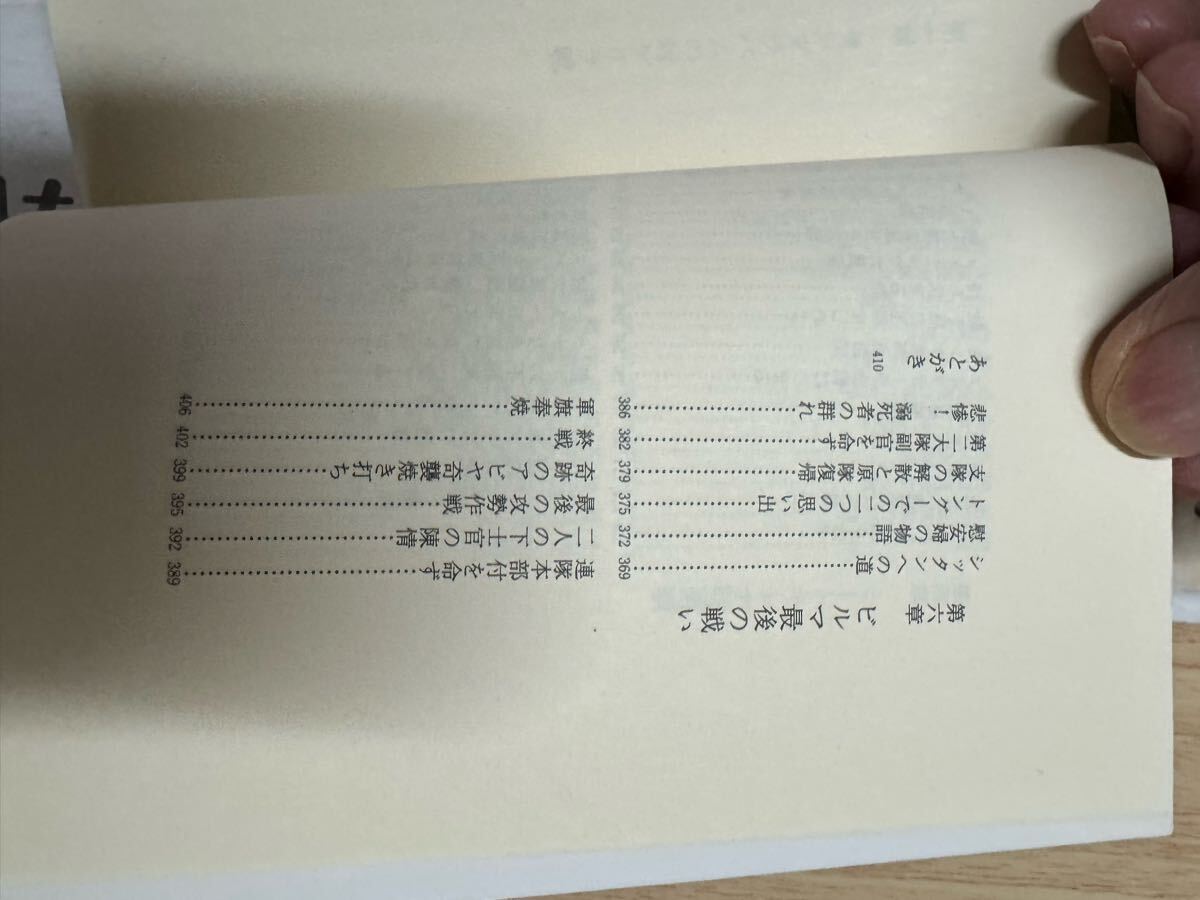 第六章 ビルマ最後の戦い
シッタンへの道……369
慰安婦の物語……372
トングーでの二つの思い出……375
支隊の解散と原隊復帰……379
第一大隊副官を命ず……382
悲惨！溺死者の群れ……386
連隊本部付を命ず……389
二人の下士官の陳情……392
最後の攻勢作戦……395
奇跡のアビヤ奇襲焼き打ち……399
終戦……402
軍旗奉焼……406
あとがき 410